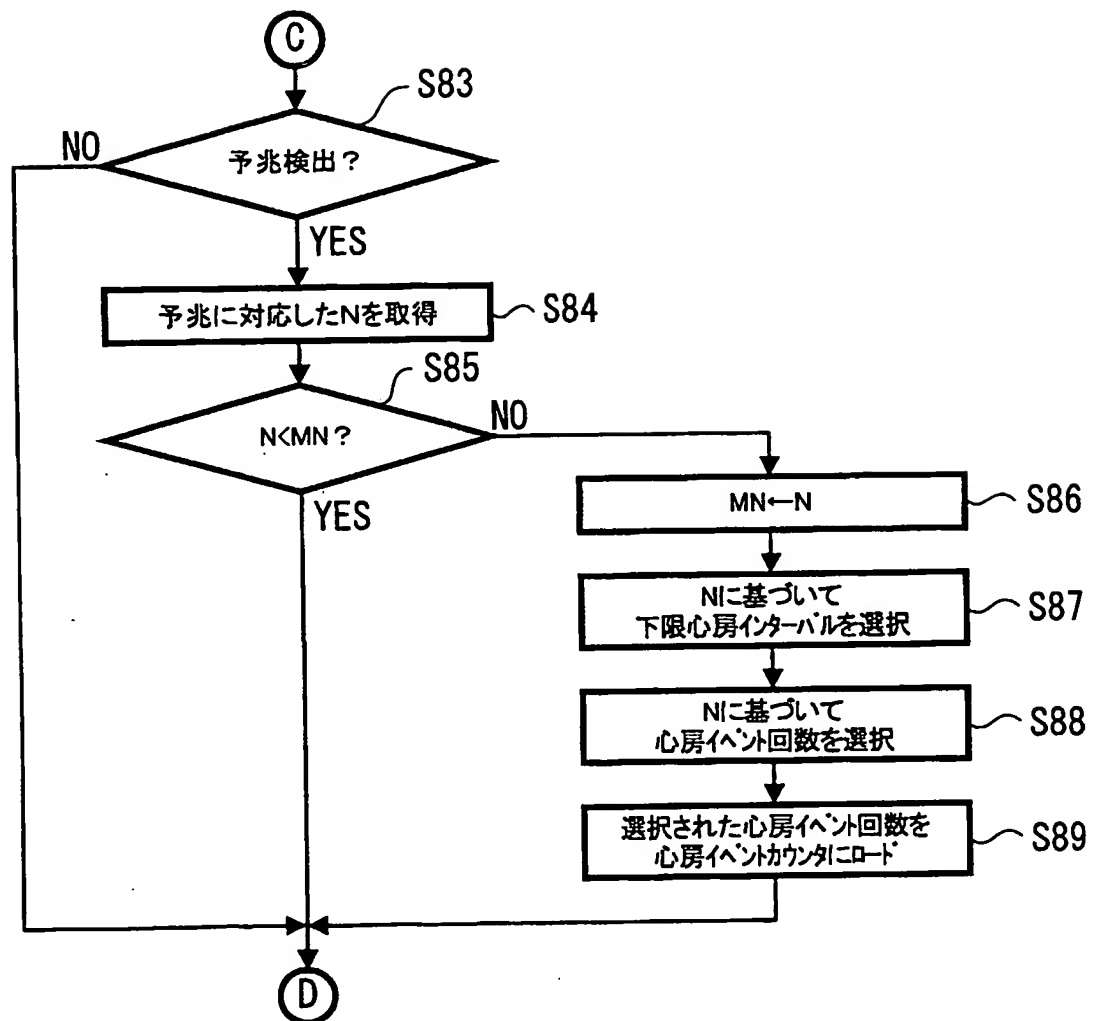 C
S83
NO
予兆検出?
YES
予兆に対応したNを取得
S84
S85
NO
N<MN?
YES
MN←N
S86
Nに基づいて
下限心房インターバルを選択
S87
Nに基づいて
心房イベント回数を選択
S88
選択された心房イベント回数を
心房イベントカウンタにロード
S89
D